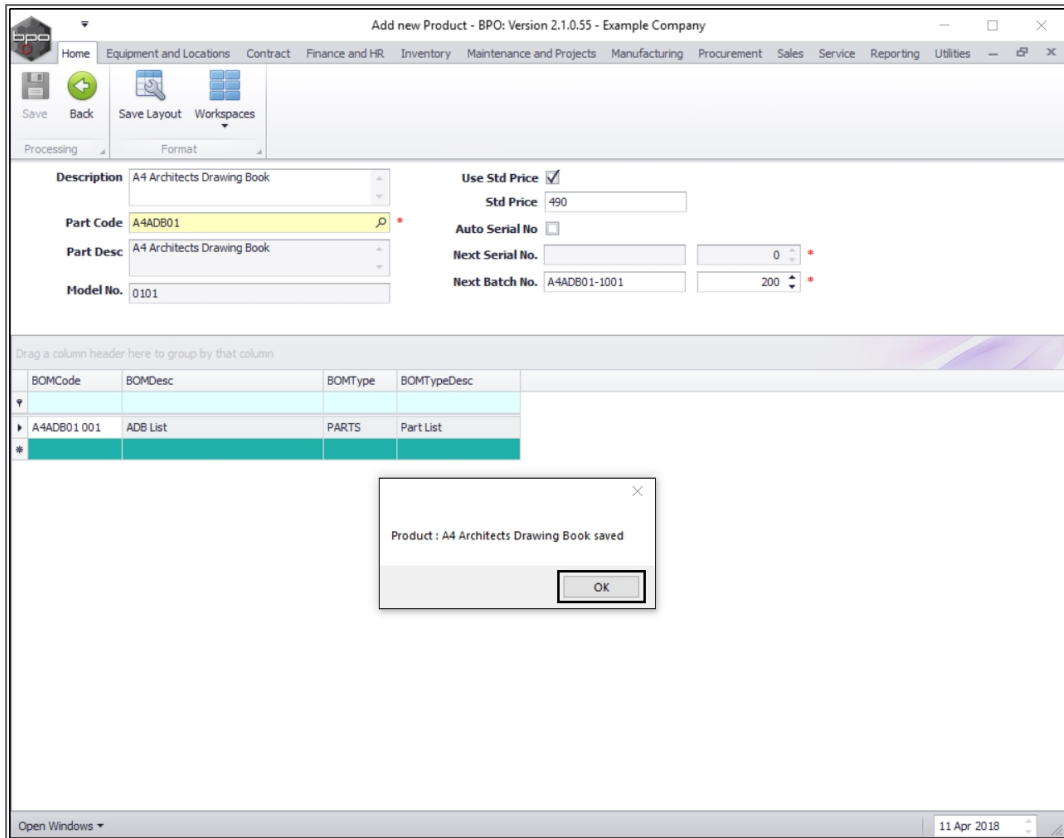 Add new Product - BPO: Version 2.1.0.55 - Example Company
bpo
Home Equipment and Locations Contract Finance and HR Inventory Maintenance and Projects Manufacturing Procurement Sales Service Reporting Utilities
Save Back Save Layout Workspaces
Processing Format
Description A4 Architects Drawing Book Use Std Price
Std Price 490
Part Code A4ADB01 * Auto Serial No
Part Desc A4 Architects Drawing Book Next Serial No. 0 *
Next Batch No. A4ADB01-1001 200 *
Model No. 0101
Drag a column header here to group by that column
BOMCode BOMDesc BOMType BOMTypeDesc
A4ADB01 001 ADB List PARTS Part List
Product : A4 Architects Drawing Book saved
OK
Open Windows 11 Apr 2018